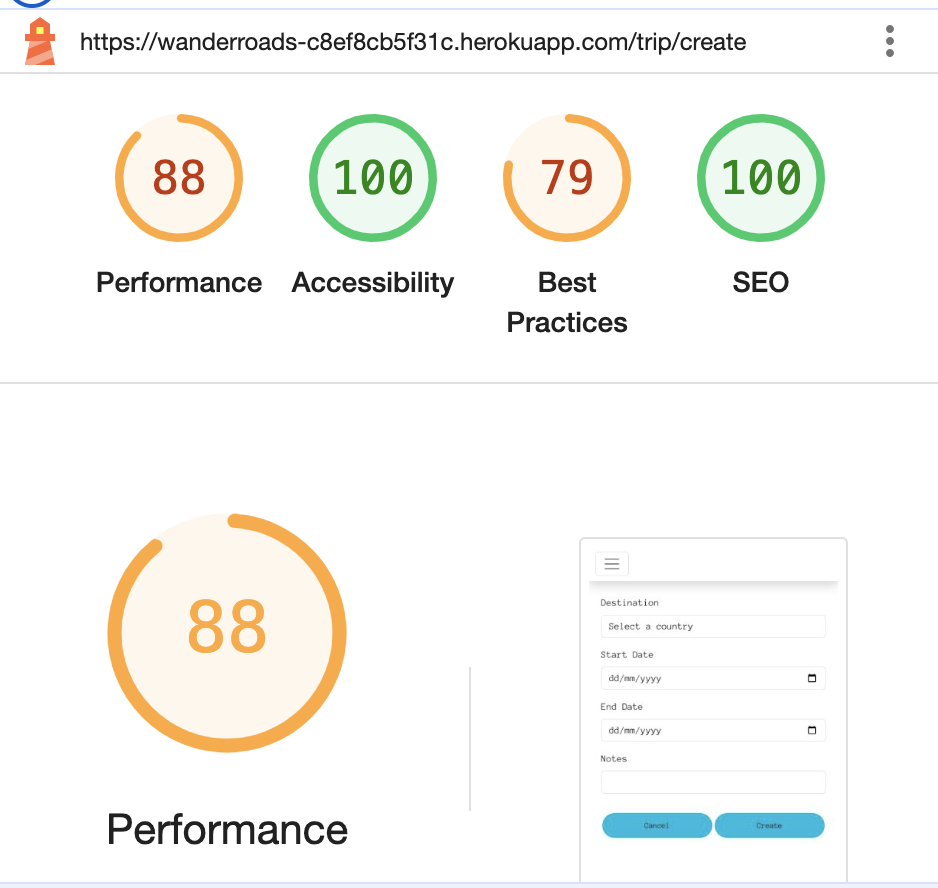 https://wanderroads-c8ef8cb5f31c.herokuapp.com/trip/create
88 100 79 100
Performance Accessibility Best Practices SEO
88
Performance
Destination
Select a country
Start Date
dd/mm/yyyy
End Date
dd/mm/yyyy
Notes
Cancel Create